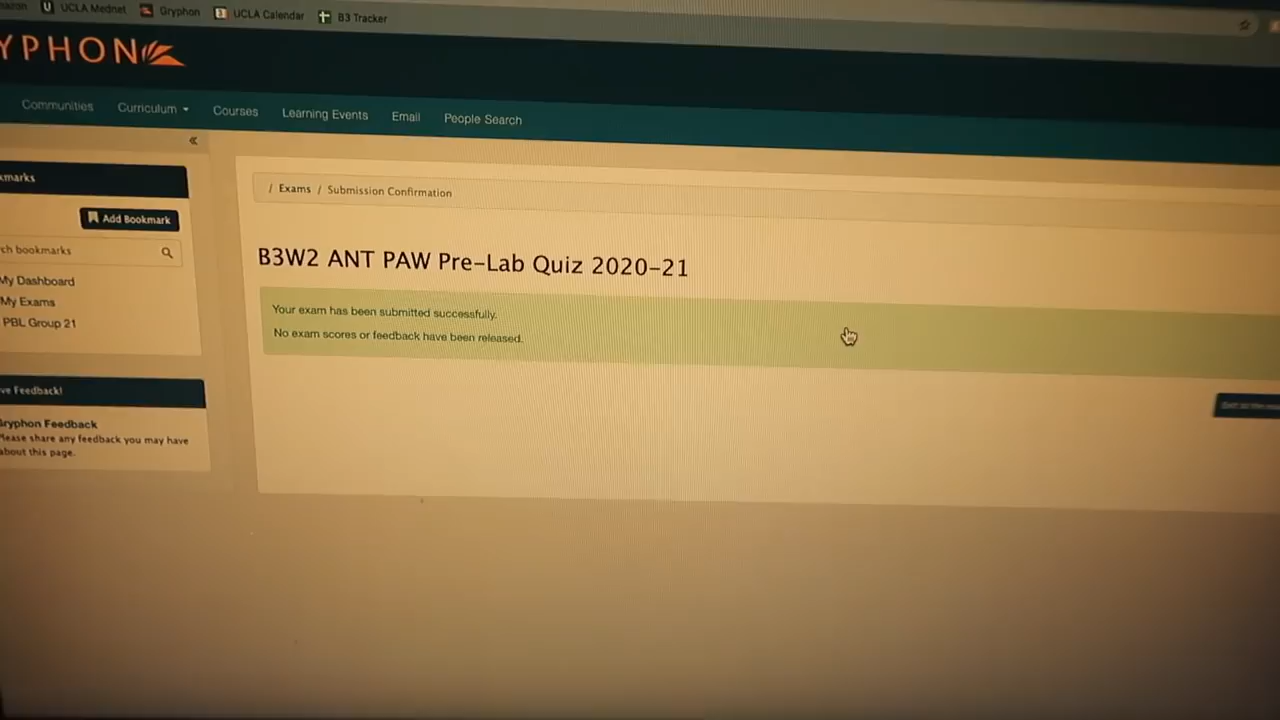 UCLA Mednet Gryphon UCLA Calendar B3 Tracker
YPHON
Communities Curriculum Courses Learning Events Email People Search
kmarks
Add Bookmark
ch bookmarks
My Dashboard
My Exams
PBL Group 21
ve Feedback!
Gryphon Feedback
Please share any feedback you may have
about this page.
/ Exams / Submission Confirmation
B3W2 ANT PAW Pre-Lab Quiz 2020-21
Your exam has been submitted successfully.
No exam scores or feedback have been released.